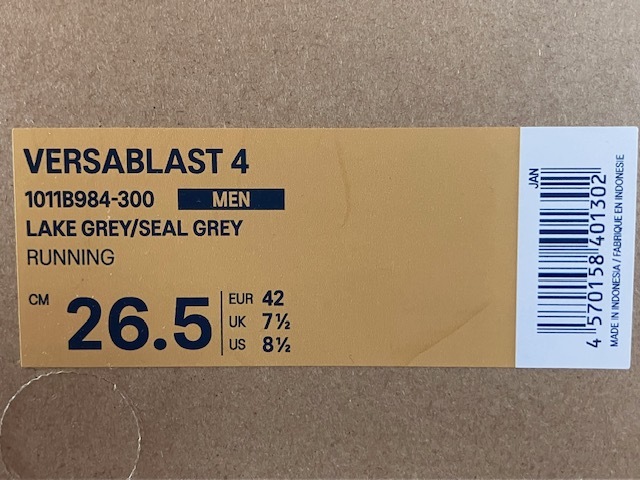 VERSABLAST 4
1011B984-300 MEN
LAKE GREY/SEAL GREY
RUNNING
CM 26.5
EUR 42
UK 7½
US 8½
JAN
4 570158 401302
MADE IN INDONESIA / FABRIQUE EN INDONESIE